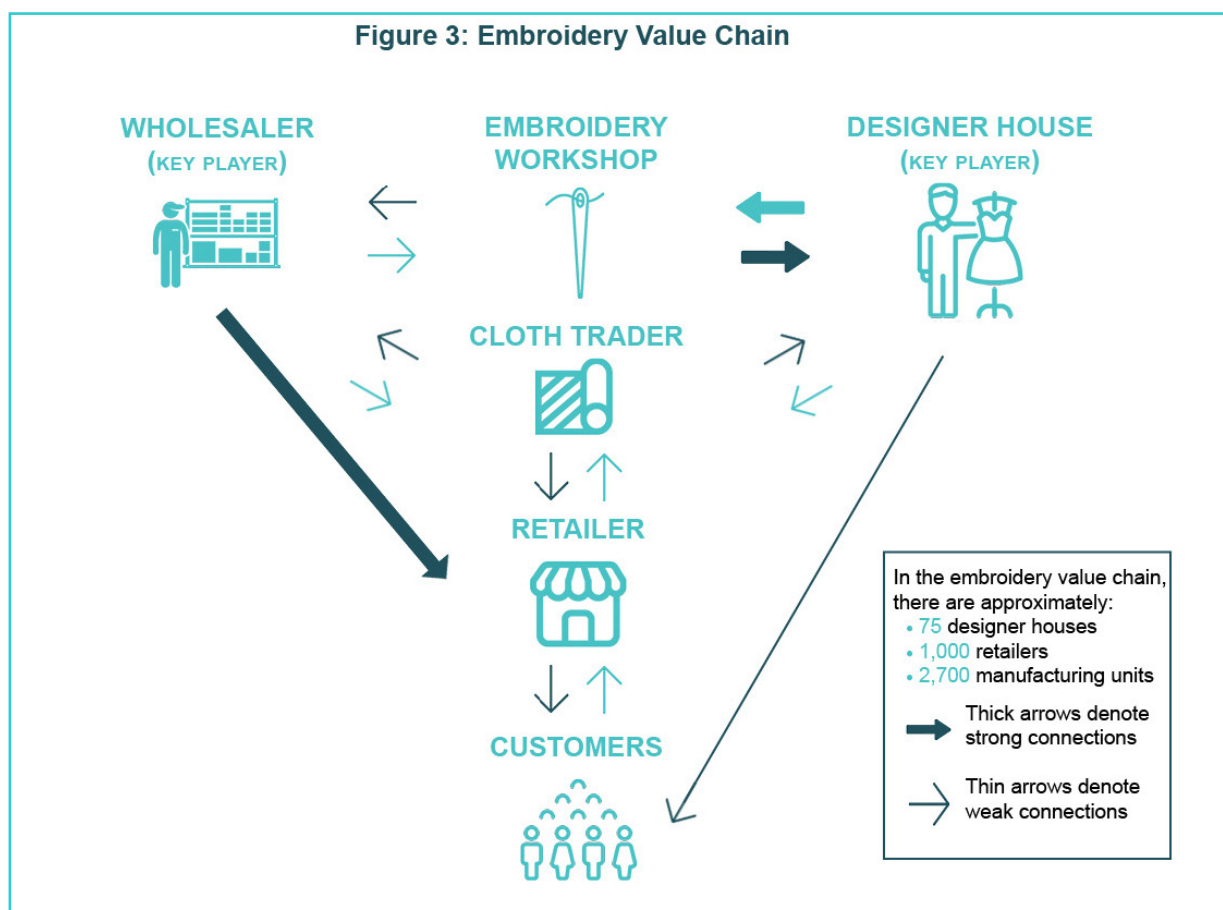 Figure 3: Embroidery Value Chain
WHOLESALER
(KEY PLAYER)
EMBROIDERY
WORKSHOP
DESIGNER HOUSE
(KEY PLAYER)
CLOTH TRADER
RETAILER
CUSTOMERS
In the embroidery value chain,
there are approximately:
• 75 designer houses
• 1,000 retailers
• 2,700 manufacturing units
Thick arrows denote
strong connections
Thin arrows denote
weak connections